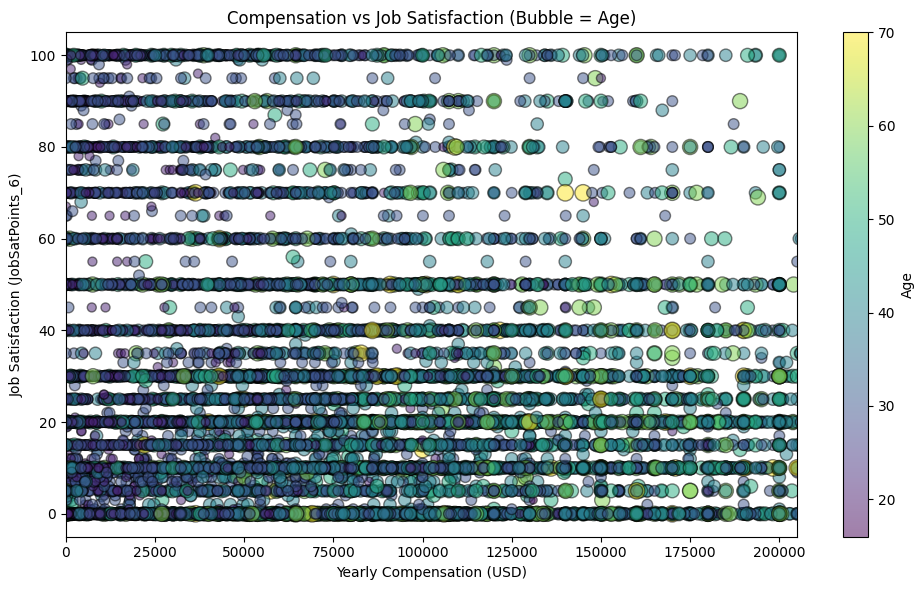 Compensation vs Job Satisfaction (Bubble = Age)
Job Satisfaction (JobSatPoints_6)
100
80
60
40
20
0
0 25000 50000 75000 100000 125000 150000 175000 200000
Yearly Compensation (USD)
70
60
50
40
30
20
Age